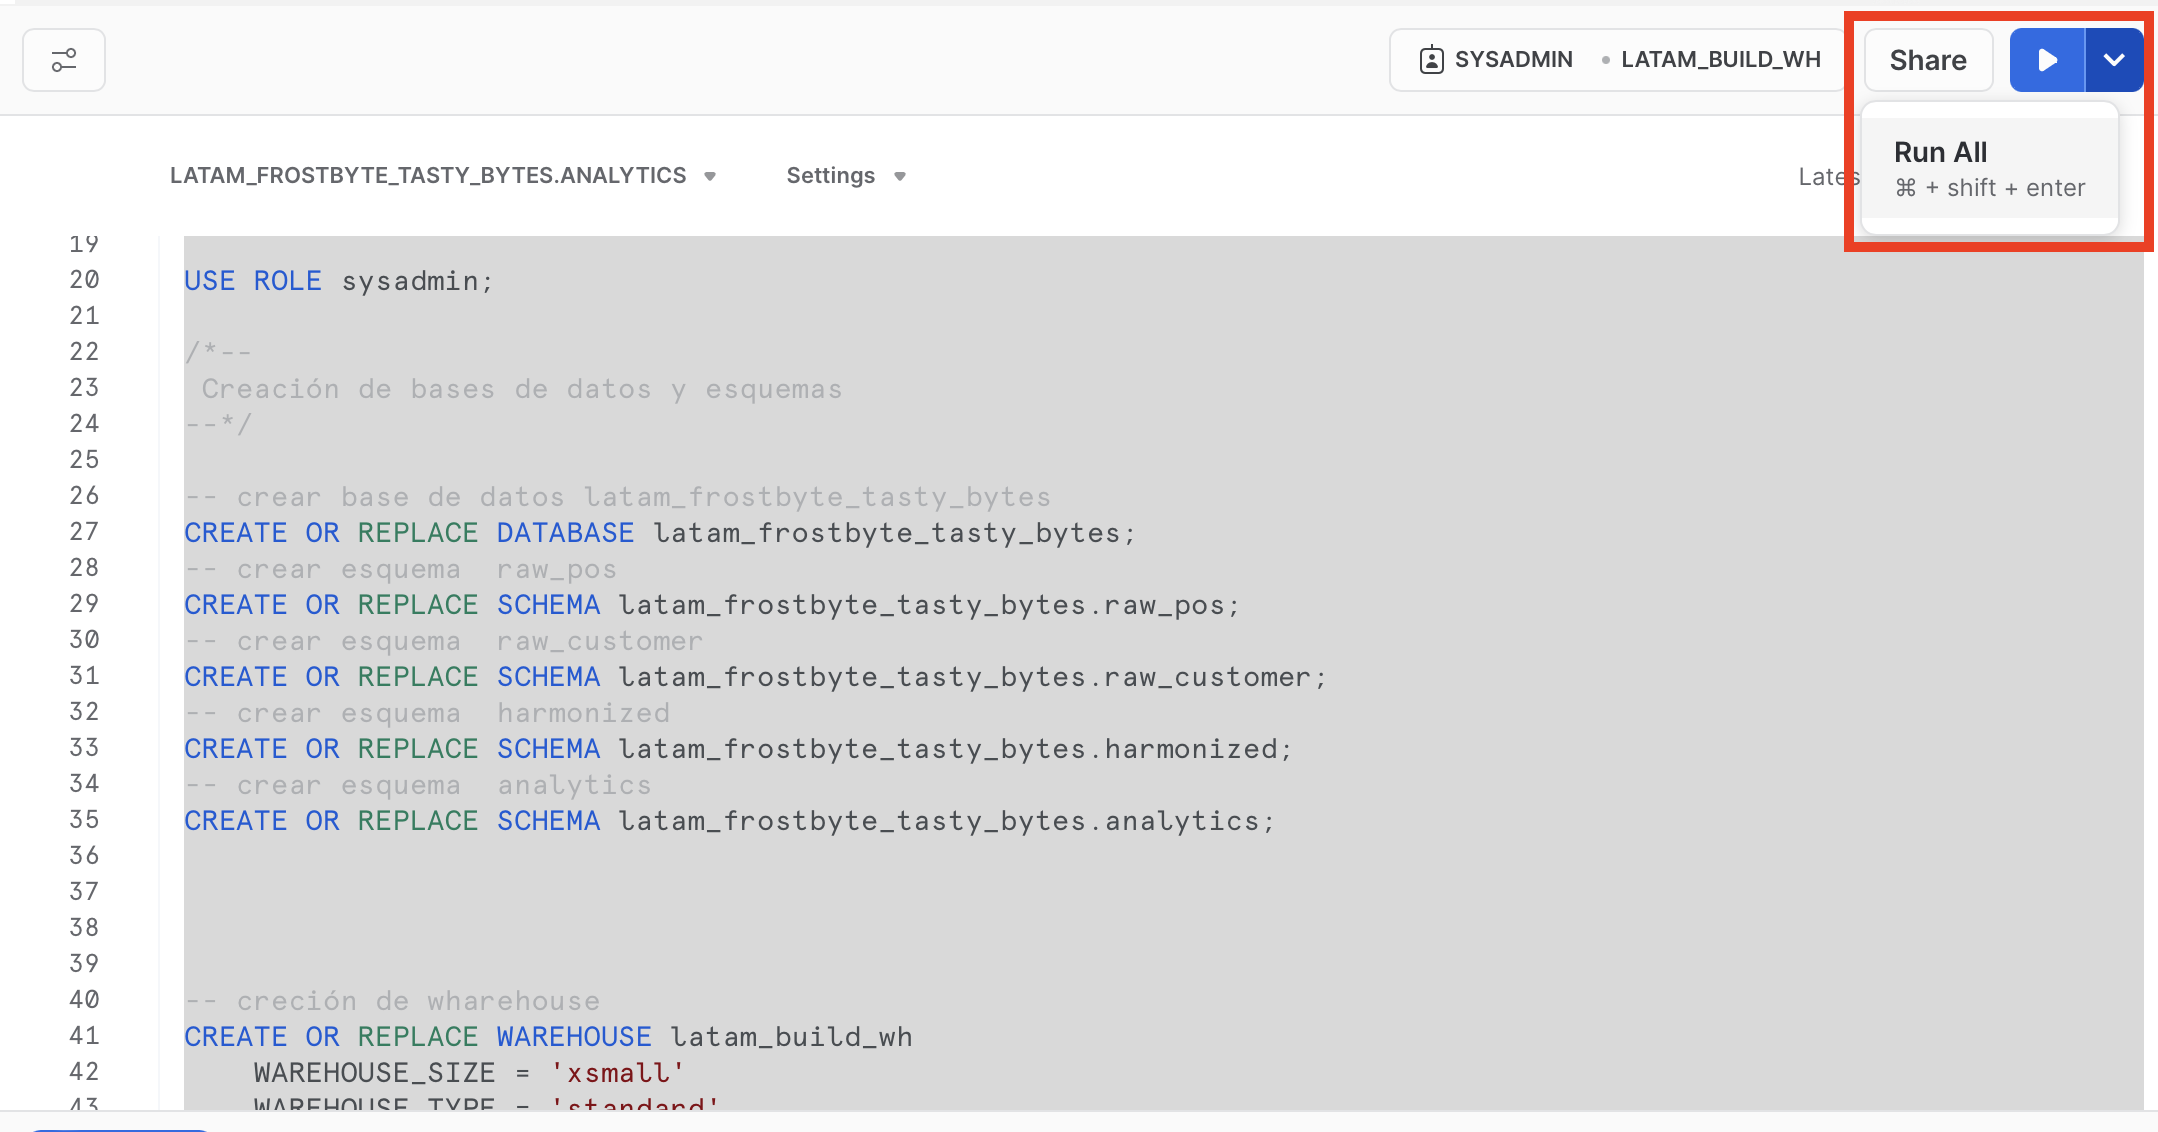 SYSADMIN • LATAM_BUILD_WH
Share
LATAM_FROSTBYTE_TASTY_BYTES.ANALYTICS
Settings
Lates
Run All
⌘ + shift + enter
19
20 USE ROLE sysadmin;
21
22 /*--
23 Creación de bases de datos y esquemas
24 --*/
25
26 -- crear base de datos latam_frostbyte_tasty_bytes
27 CREATE OR REPLACE DATABASE latam_frostbyte_tasty_bytes;
28 -- crear esquema  raw_pos
29 CREATE OR REPLACE SCHEMA latam_frostbyte_tasty_bytes.raw_pos;
30 -- crear esquema  raw_customer
31 CREATE OR REPLACE SCHEMA latam_frostbyte_tasty_bytes.raw_customer;
32 -- crear esquema  harmonized
33 CREATE OR REPLACE SCHEMA latam_frostbyte_tasty_bytes.harmonized;
34 -- crear esquema  analytics
35 CREATE OR REPLACE SCHEMA latam_frostbyte_tasty_bytes.analytics;
36
37
38
39
40 -- creción de wharehouse
41 CREATE OR REPLACE WAREHOUSE latam_build_wh
42     WAREHOUSE_SIZE = 'xsmall'
43     WAREHOUSE_TYPE = 'standard'